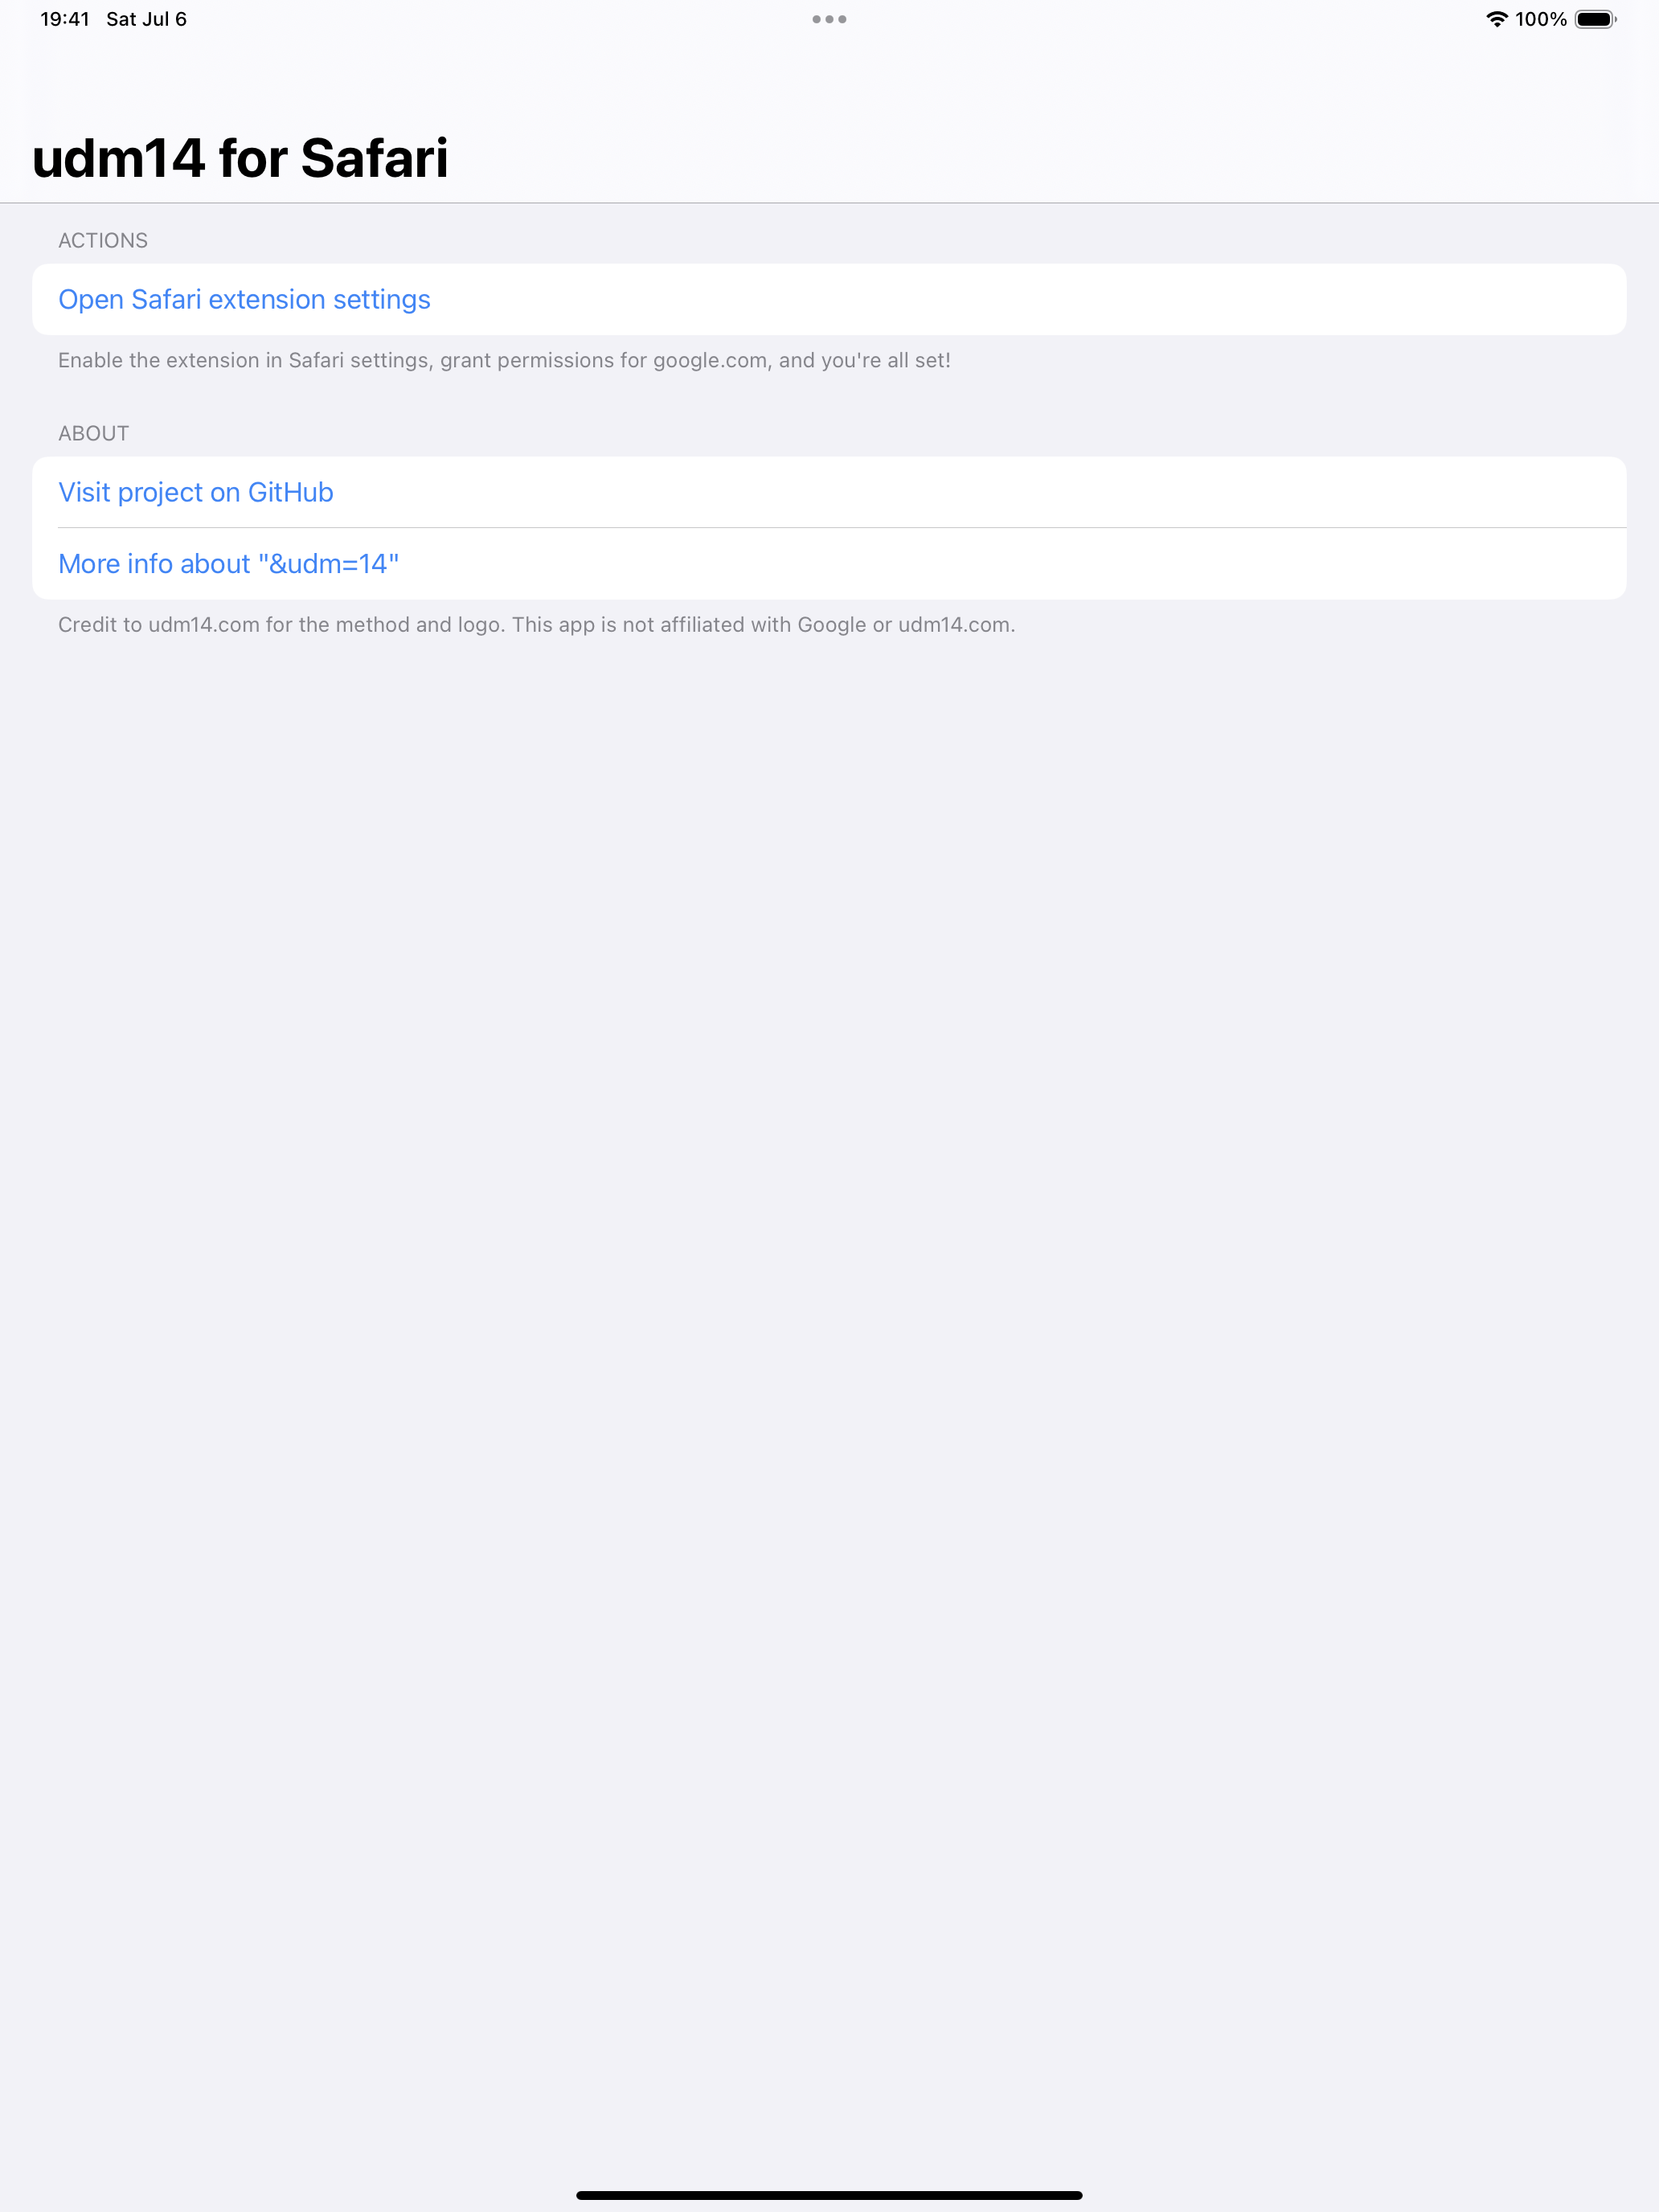 19:41 Sat Jul 6
100%
udm14 for Safari
ACTIONS
Open Safari extension settings
Enable the extension in Safari settings, grant permissions for google.com, and you're all set!
ABOUT
Visit project on GitHub
More info about "&udm=14"
Credit to udm14.com for the method and logo. This app is not affiliated with Google or udm14.com.